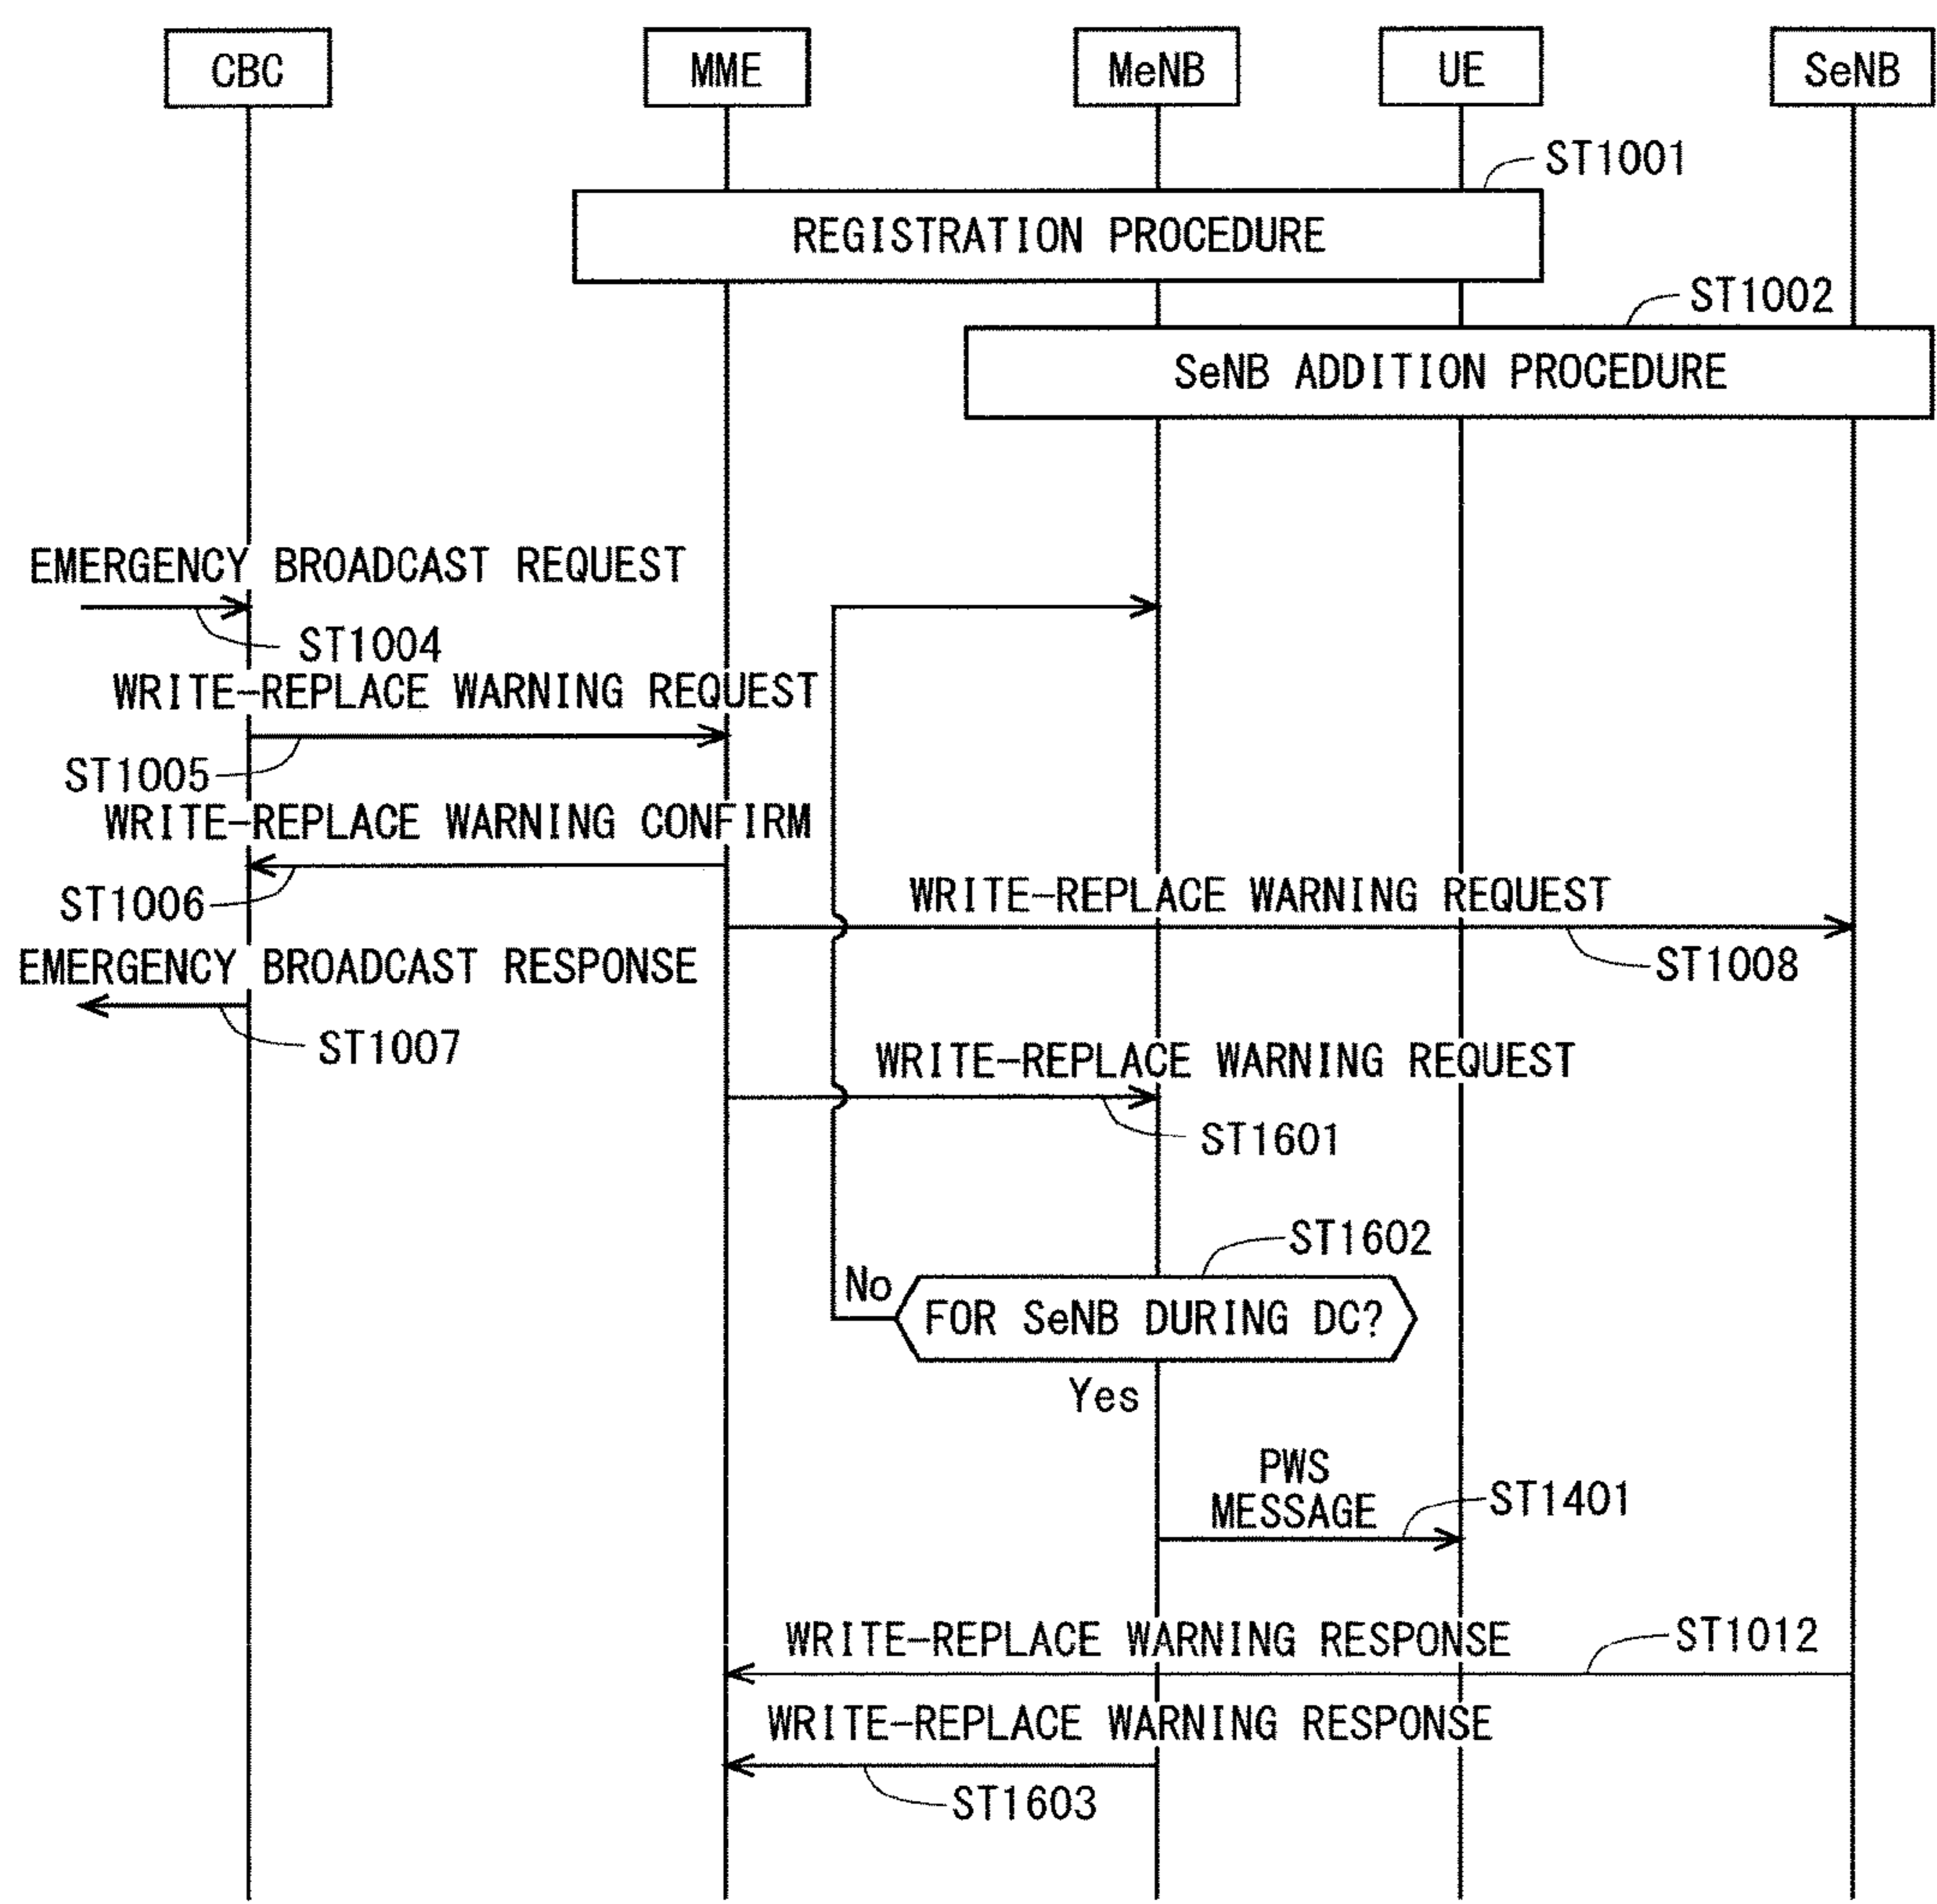 CBC
MME
MeNB
UE
SeNB
ST1001
REGISTRATION PROCEDURE
ST1002
SeNB ADDITION PROCEDURE
EMERGENCY BROADCAST REQUEST
ST1004
WRITE-REPLACE WARNING REQUEST
ST1005
WRITE-REPLACE WARNING CONFIRM
ST1006
WRITE-REPLACE WARNING REQUEST
ST1008
EMERGENCY BROADCAST RESPONSE
ST1007
WRITE-REPLACE WARNING REQUEST
ST1601
ST1602
No
FOR SeNB DURING DC?
Yes
PWS
MESSAGE
ST1401
WRITE-REPLACE WARNING RESPONSE
ST1012
WRITE-REPLACE WARNING RESPONSE
ST1603